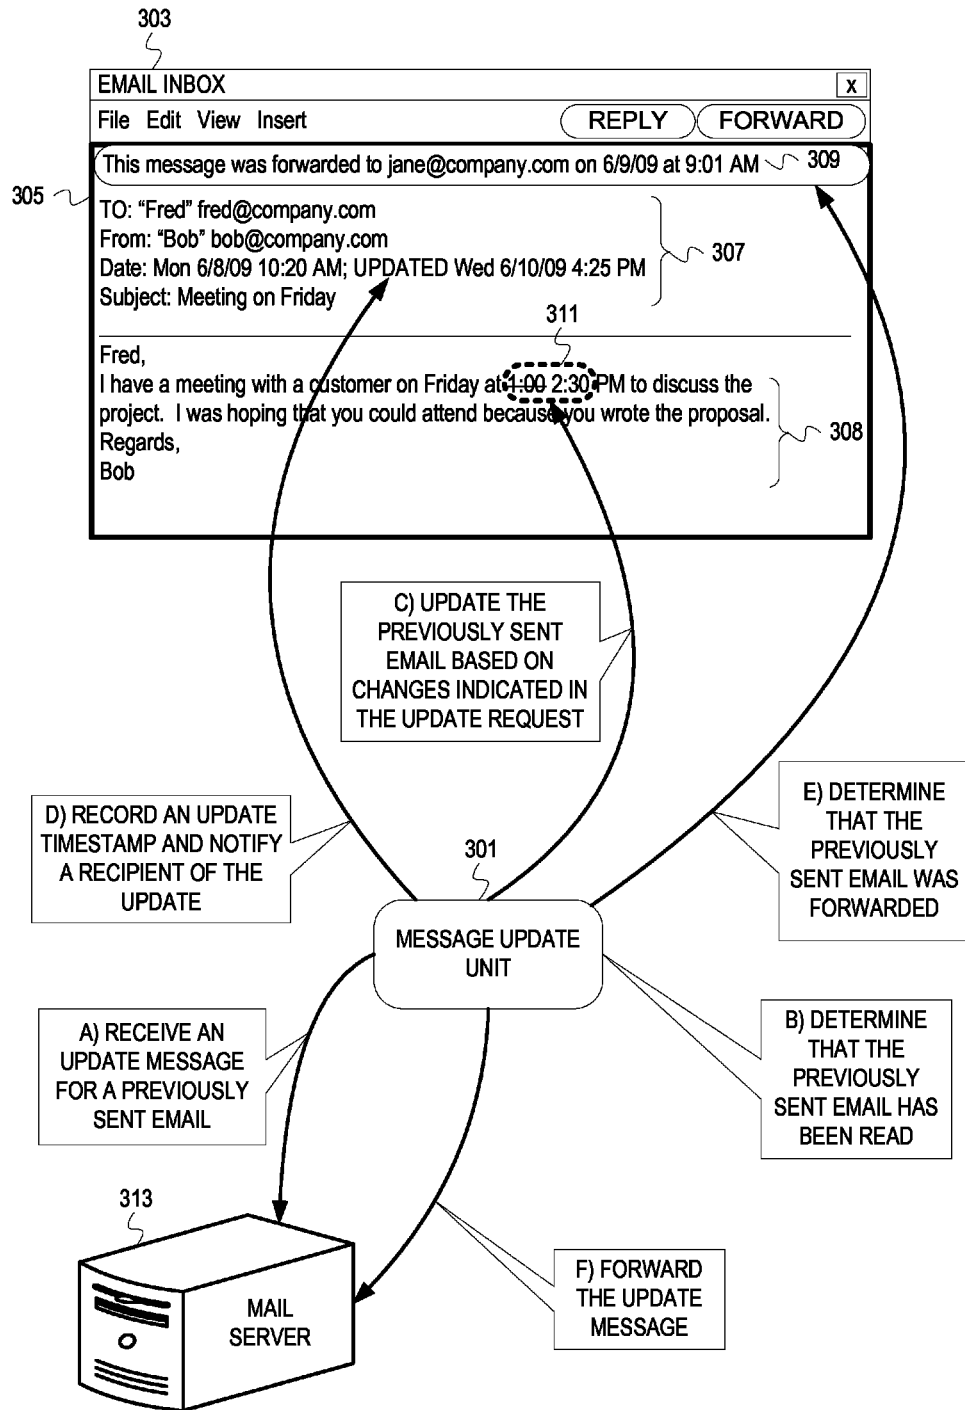 303
EMAIL INBOX X
File Edit View Insert REPLY FORWARD
This message was forwarded to jane@company.com on 6/9/09 at 9:01 AM 309
305
TO: “Fred” fred@company.com
From: “Bob” bob@company.com
307
Date: Mon 6/8/09 10:20 AM; UPDATED Wed 6/10/09 4:25 PM
Subject: Meeting on Friday
311
Fred,
I have a meeting with a customer on Friday at 1:00 2:30 PM to discuss the
project. I was hoping that you could attend because you wrote the proposal.
308
Regards,
Bob
C) UPDATE THE
PREVIOUSLY SENT
EMAIL BASED ON
CHANGES INDICATED IN
THE UPDATE REQUEST
D) RECORD AN UPDATE
TIMESTAMP AND NOTIFY
A RECIPIENT OF THE
UPDATE
E) DETERMINE
THAT THE
PREVIOUSLY
SENT EMAIL WAS
FORWARDED
301
MESSAGE UPDATE
UNIT
A) RECEIVE AN
UPDATE MESSAGE
FOR A PREVIOUSLY
SENT EMAIL
B) DETERMINE
THAT THE
PREVIOUSLY
SENT EMAIL HAS
BEEN READ
313
MAIL
SERVER
F) FORWARD
THE UPDATE
MESSAGE